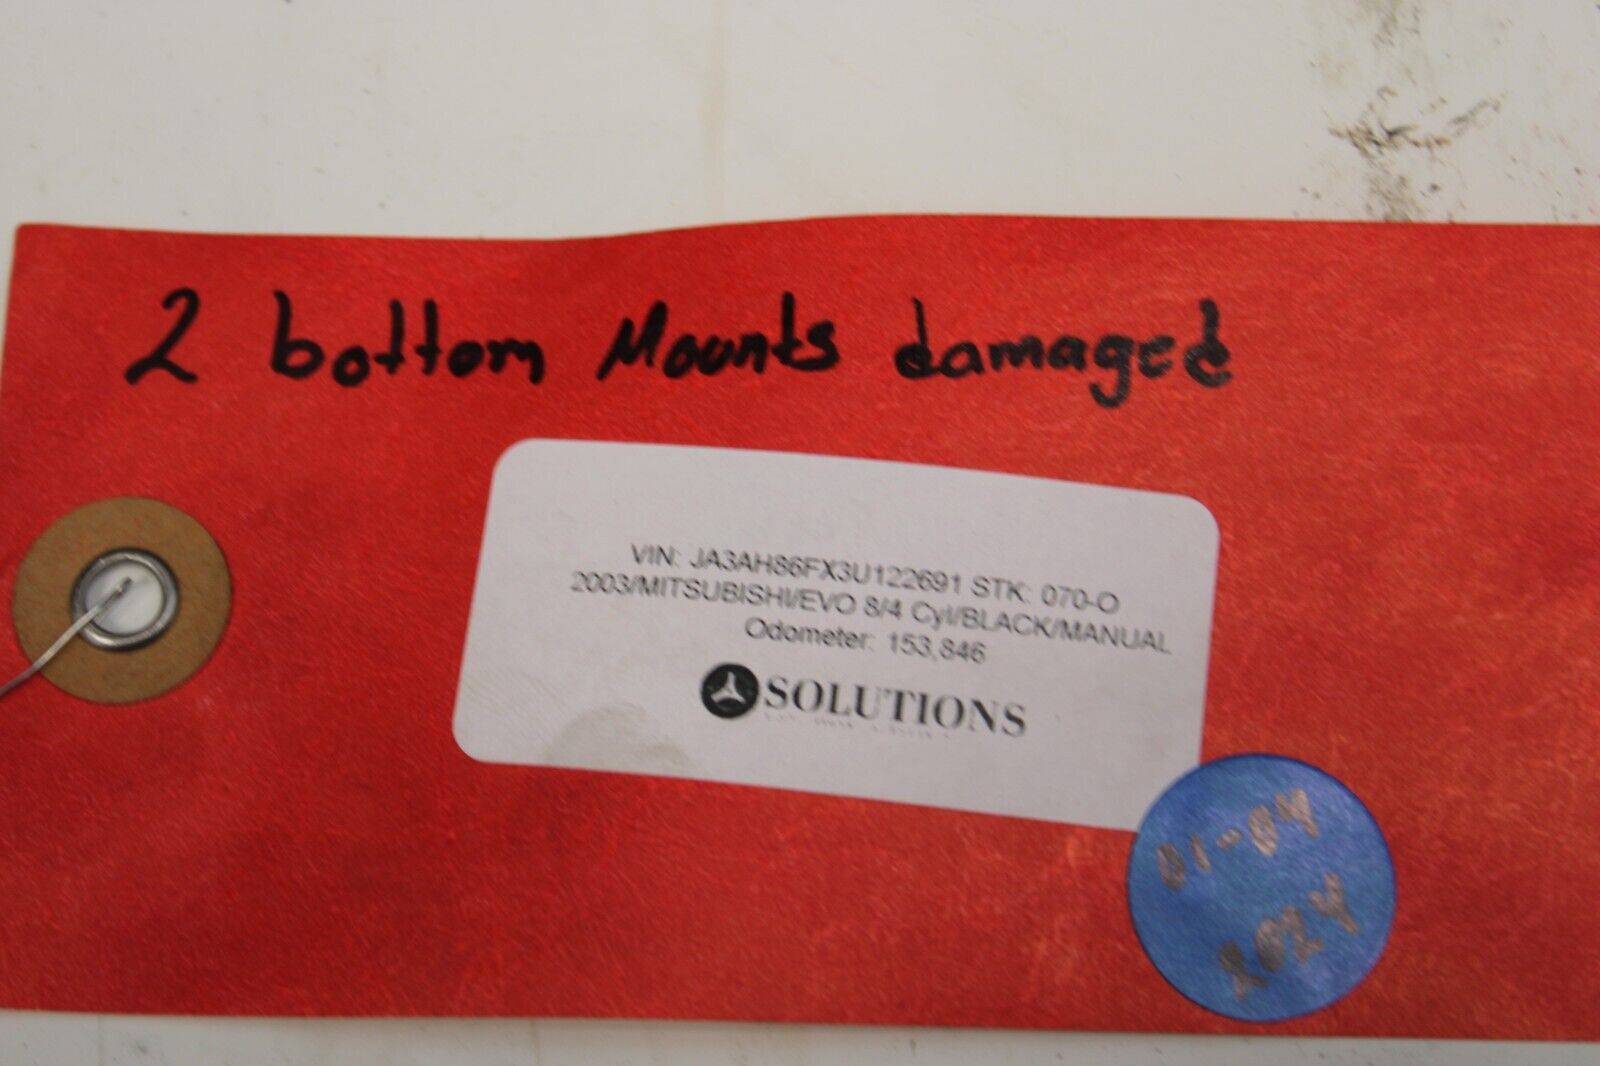 2 bottom Mounts damaged
VIN: JA3AH86FX3U122691 STK: 070-O
2003/MITSUBISHI/EVO 8/4 Cyl/BLACK/MANUAL
Odometer: 153,846
SOLUTIONS
01-04
2024